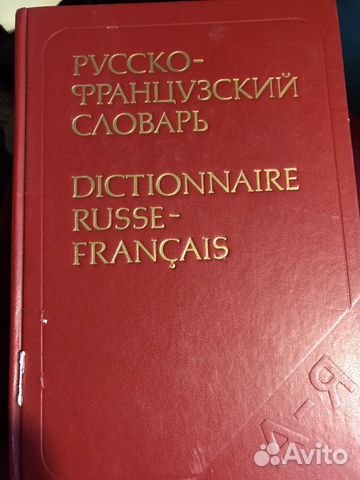 РУССКО-
ФРАНЦУЗСКИЙ
СЛОВАРЬ
DICTIONNAIRE
RUSSE-
FRANÇAIS
А-Я
Avito